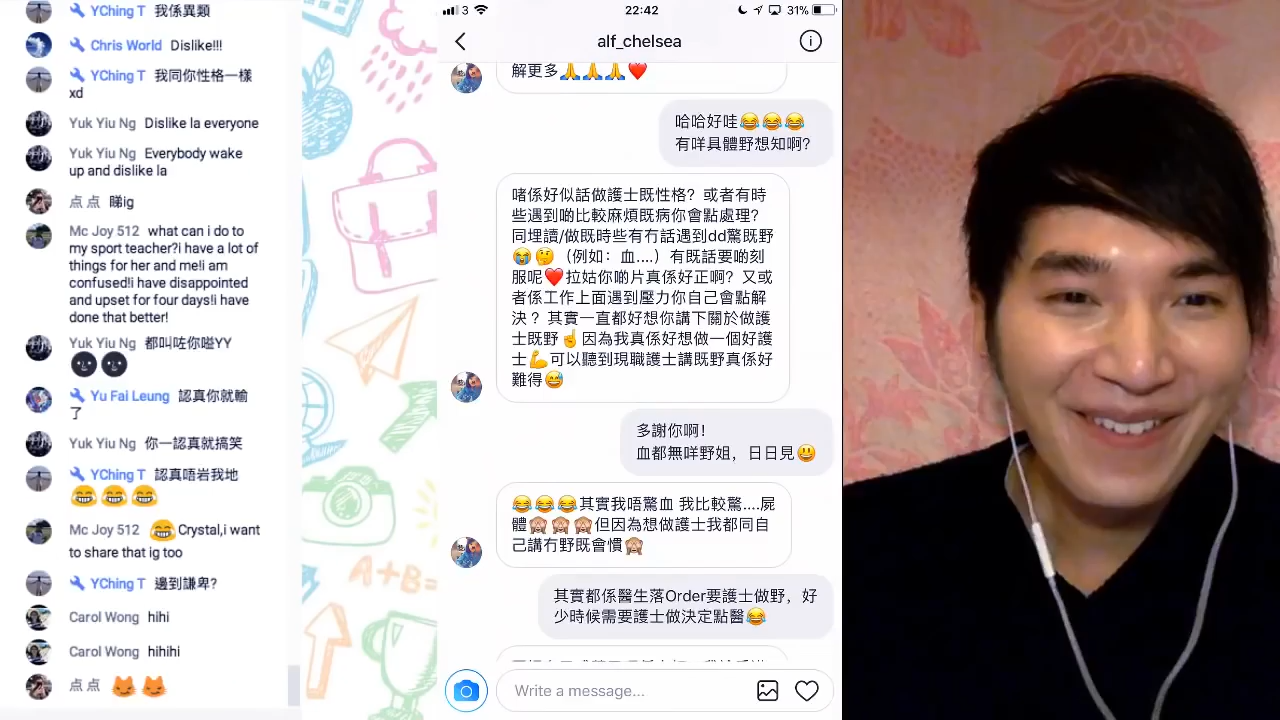 YChing T 我係異類
Chris World Dislike!!!
YChing T 我同你性格一樣
xd
Yuk Yiu Ng Dislike la everyone
Yuk Yiu Ng Everybody wake
up and dislike la
点点 睇ig
Mc Joy 512 what can i do to
my sport teacher?i have a lot of
things for her and me!i am
confused!i have disappointed
and upset for four days!i have
done that better!
Yuk Yiu Ng 都叫咗你嗌YY
🌚🌚
Yu Fai Leung 認真你就輸
了
Yuk Yiu Ng 你一認真就搞笑
YChing T 認真唔岩我地
😂😂😂
Mc Joy 512 😂Crystal,i want
to share that ig too
YChing T 邊到謙卑?
Carol Wong hihi
Carol Wong hihihi
点点 😼😼
3
22:42
31%
alf_chelsea
解更多🙏🙏🙏❤️
哈哈好哇😂😂😂
有咩具體野想知啊?
啫係好似話做護士既性格？或者有時
些遇到啲比較麻煩既病你會點處理?
同埋讀/做既時些有冇話遇到dd驚既野
😭🤔（例如：血....）有既話要啲刻
服呢❤️拉姑你啲片真係好正啊？又或
者係工作上面遇到壓力你自己會點解
決？其實一直都好想你講下關於做護
士既野☝️因為我真係好想做一個好護
士💪可以聽到現職護士講既野真係好
難得😅
多謝你啊！
血都無咩野姐，日日見😃
😂😂😂其實我唔驚血 我比較驚....屍
體🙈🙈🙈但因為想做護士我都同自
己講冇野既會慣🙈
其實都係醫生落Order要護士做野，好
少時候需要護士做決定點醫😂
Write a message...
A+B=